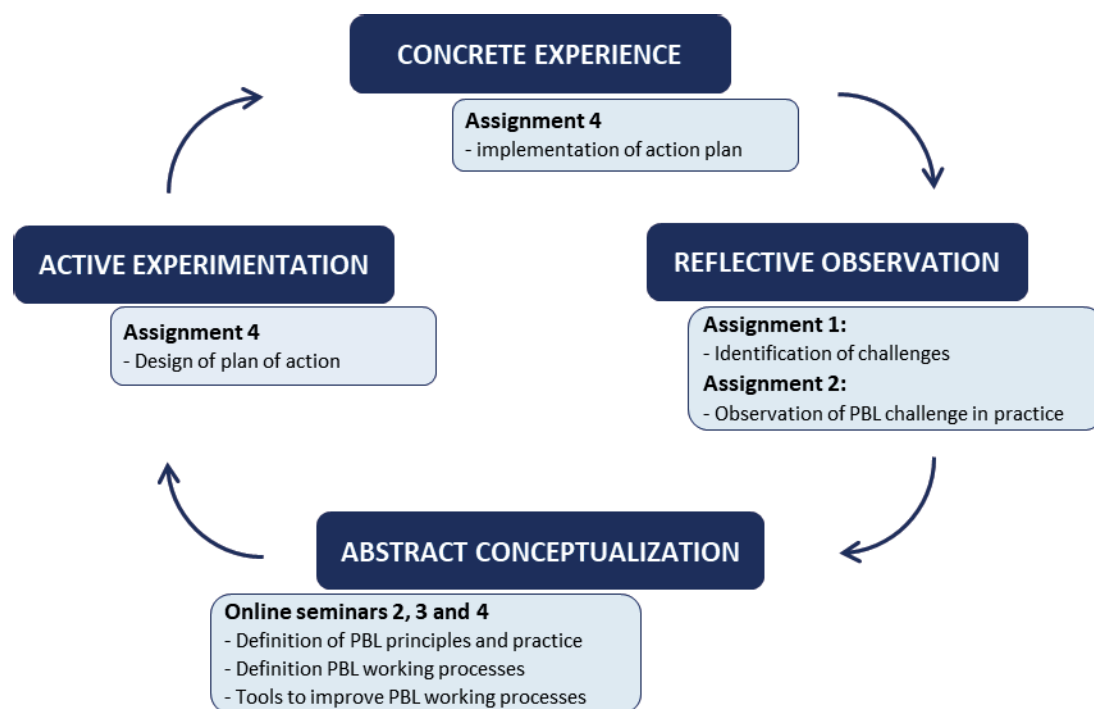 CONCRETE EXPERIENCE
Assignment 4
- implementation of action plan
ACTIVE EXPERIMENTATION
Assignment 4
- Design of plan of action
REFLECTIVE OBSERVATION
Assignment 1:
- Identification of challenges
Assignment 2:
- Observation of PBL challenge in practice
ABSTRACT CONCEPTUALIZATION
Online seminars 2, 3 and 4
- Definition of PBL principles and practice
- Definition PBL working processes
- Tools to improve PBL working processes